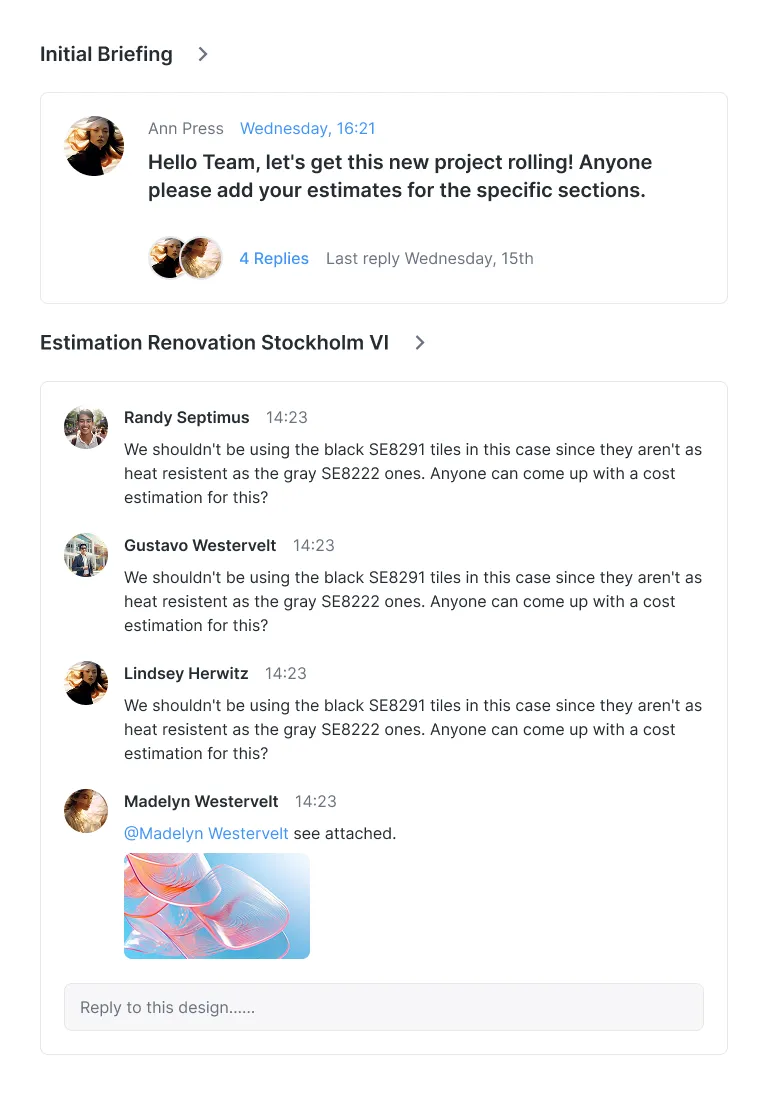 Initial Briefing
Ann Press Wednesday, 16:21
Hello Team, let's get this new project rolling! Anyone
please add your estimates for the specific sections.
4 Replies Last reply Wednesday, 15th
Estimation Renovation Stockholm VI
Randy Septimus 14:23
We shouldn't be using the black SE8291 tiles in this case since they aren't as
heat resistent as the gray SE8222 ones. Anyone can come up with a cost
estimation for this?
Gustavo Westervelt 14:23
We shouldn't be using the black SE8291 tiles in this case since they aren't as
heat resistent as the gray SE8222 ones. Anyone can come up with a cost
estimation for this?
Lindsey Herwitz 14:23
We shouldn't be using the black SE8291 tiles in this case since they aren't as
heat resistent as the gray SE8222 ones. Anyone can come up with a cost
estimation for this?
Madelyn Westervelt 14:23
@Madelyn Westervelt see attached.
Reply to this design......